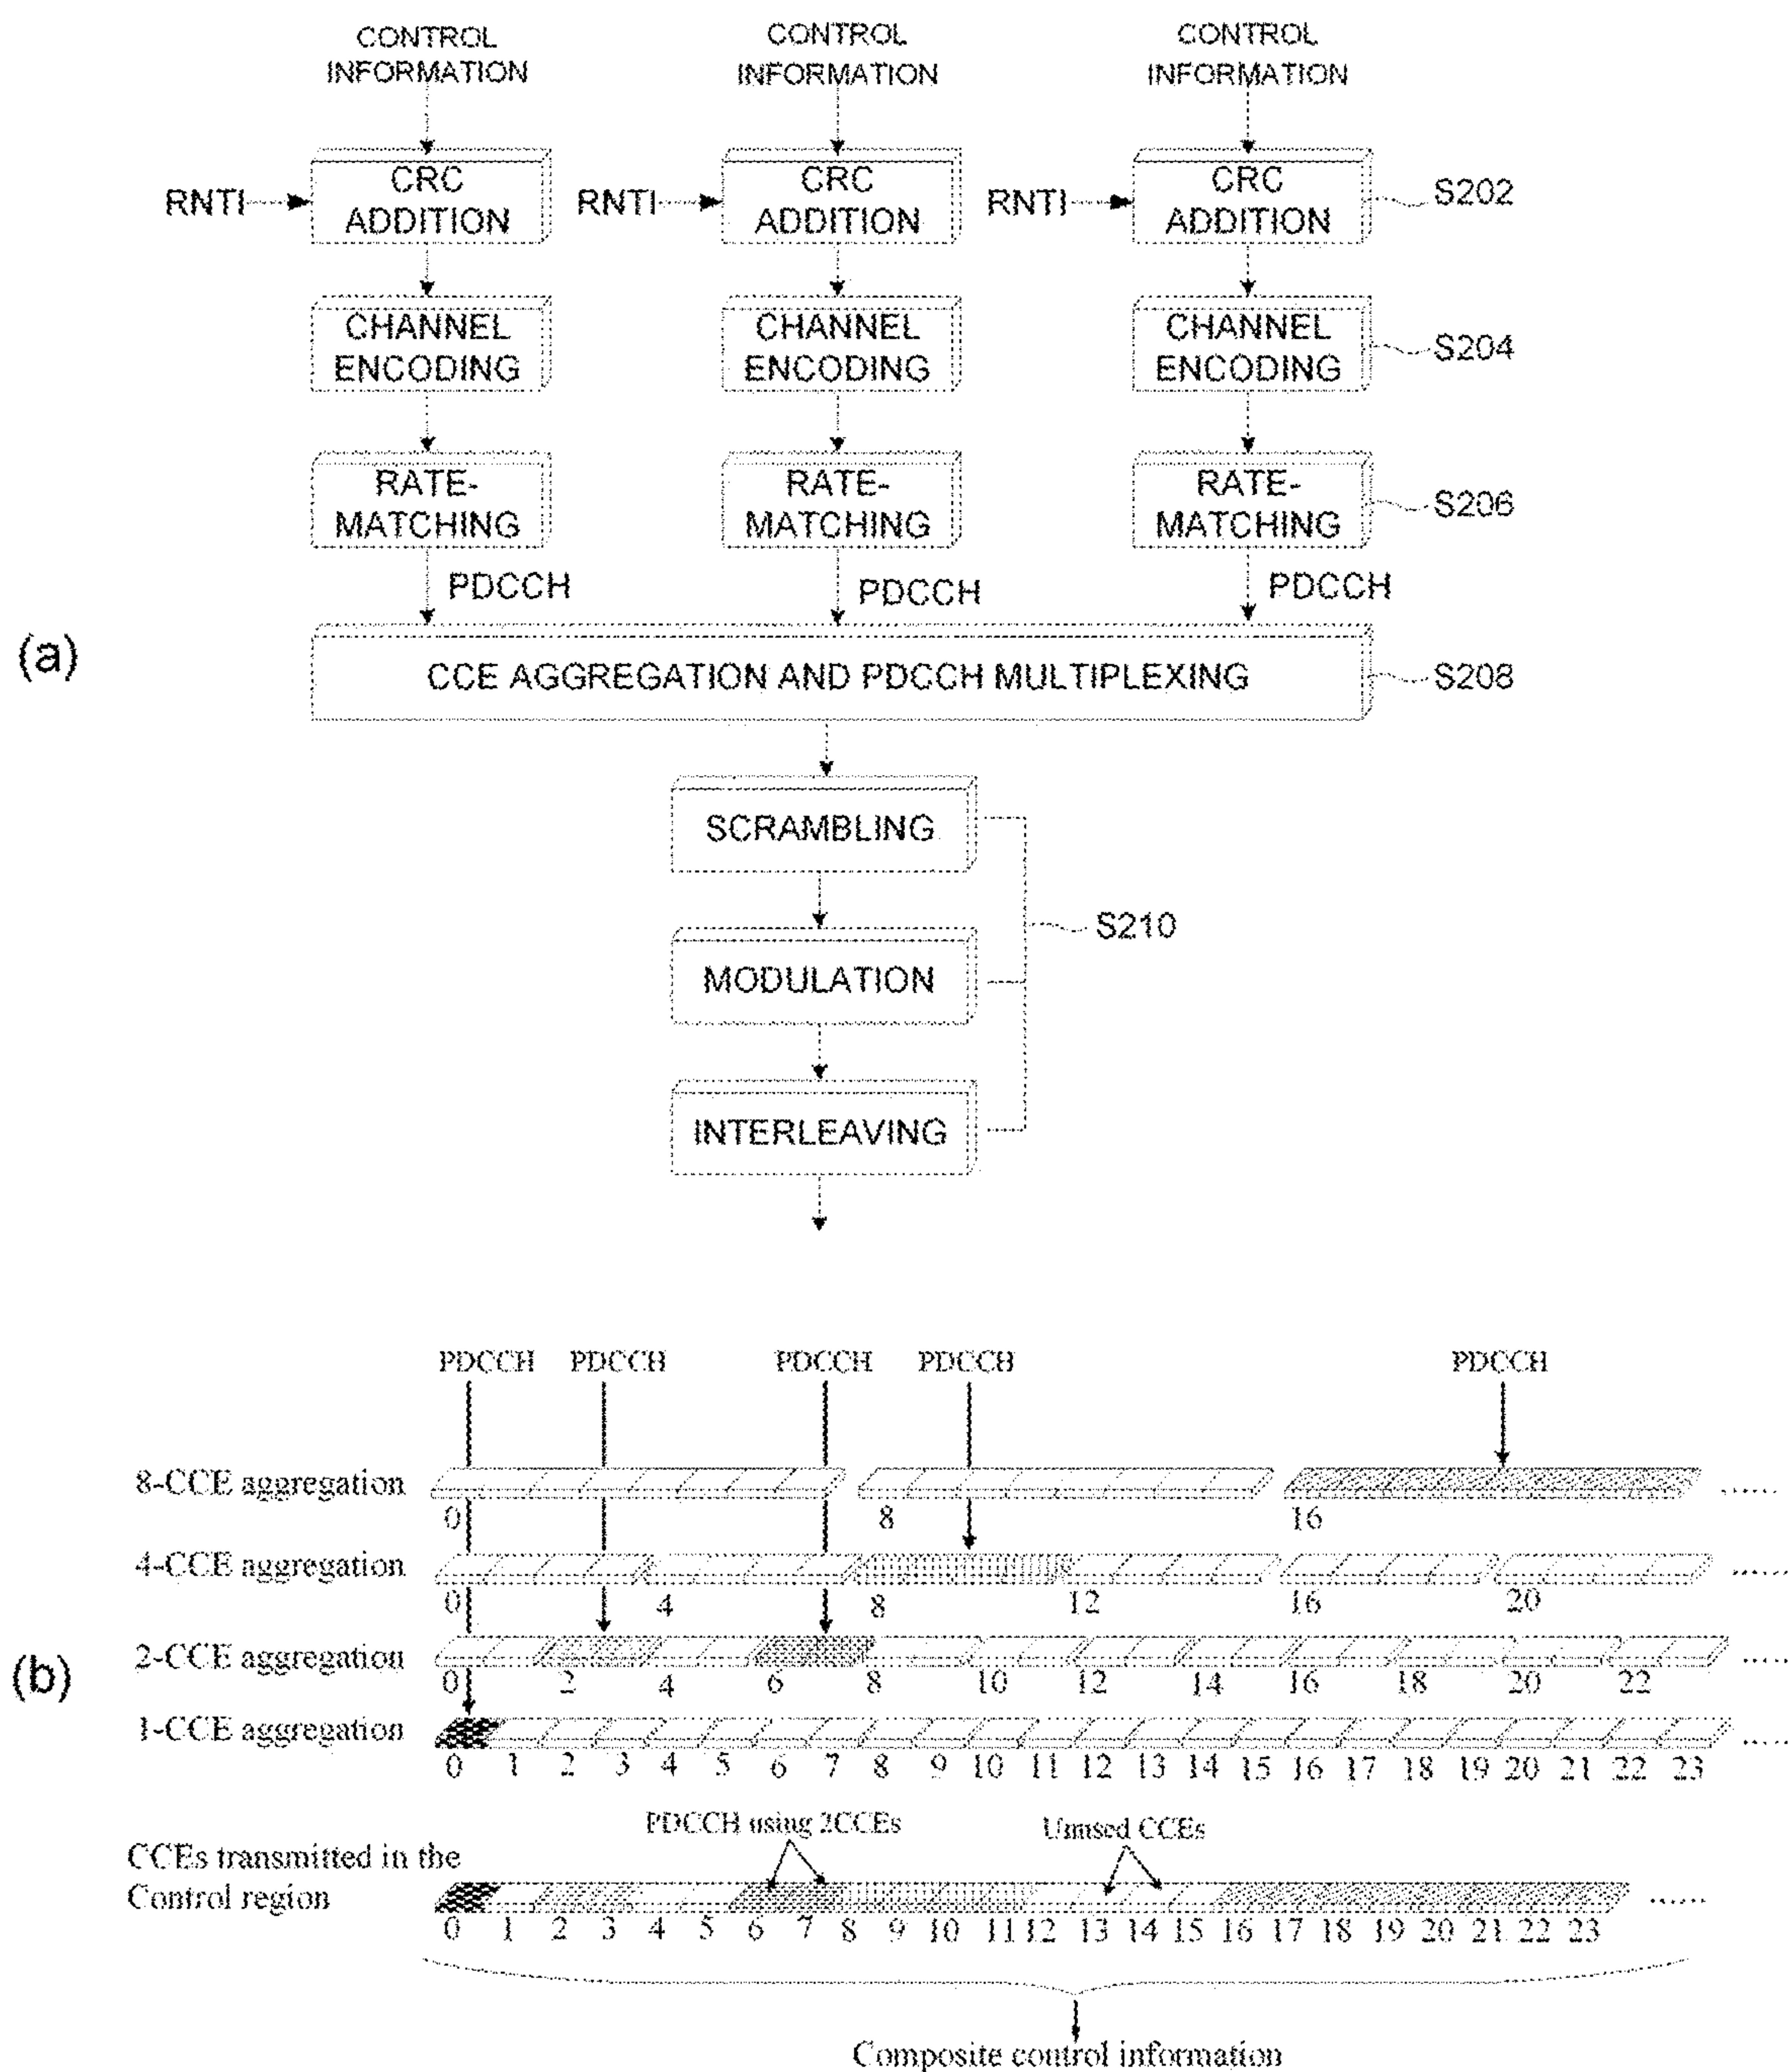 CONTROL INFORMATION
CONTROL INFORMATION
CONTROL INFORMATION
RNTI
CRC ADDITION
RNTI
CRC ADDITION
RNTI
CRC ADDITION
S202
CHANNEL ENCODING
CHANNEL ENCODING
CHANNEL ENCODING
S204
RATE-MATCHING
RATE-MATCHING
RATE-MATCHING
S206
PDCCH
PDCCH
PDCCH
(a)
CCE AGGREGATION AND PDCCH MULTIPLEXING
S208
SCRAMBLING
MODULATION
S210
INTERLEAVING
PDCCH PDCCH PDCCH PDCCH PDCCH
8-CCE aggregation
0 8 16
4-CCE aggregation
0 4 8 12 16 20
(b)
2-CCE aggregation
0 2 4 6 8 10 12 14 16 18 20 22
1-CCE aggregation
0 1 2 3 4 5 6 7 8 9 10 11 12 13 14 15 16 17 18 19 20 21 22 23
PDCCH using 2CCEs
Unused CCEs
CCEs transmitted in the
Control region
0 1 2 3 4 5 6 7 8 9 10 11 12 13 14 15 16 17 18 19 20 21 22 23
Composite control information